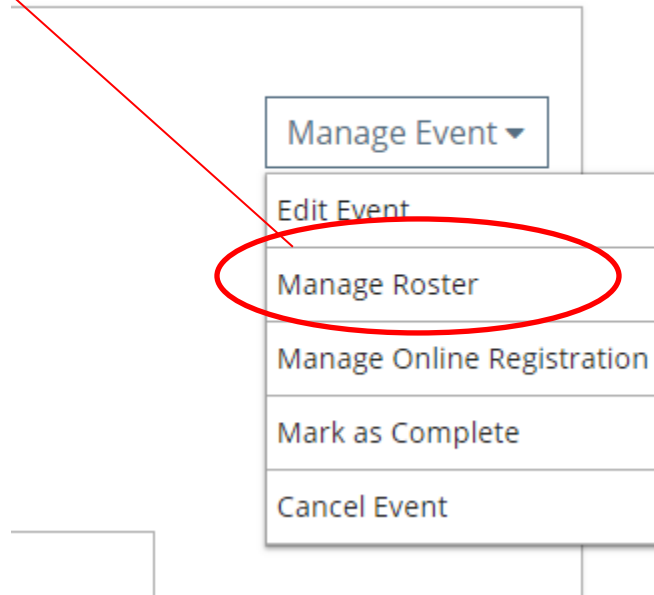 Manage Event
Edit Event
Manage Roster
Manage Online Registration
Mark as Complete
Cancel Event